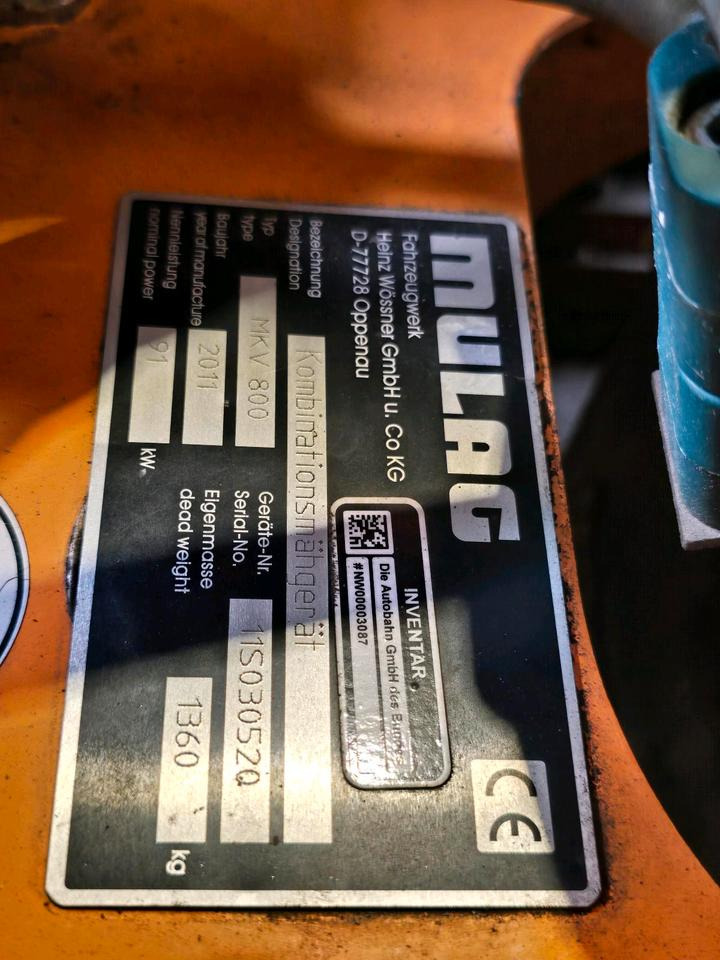 MULAG
Fahrzeugwerk
Heinz Wössner GmbH u. Co KG
D-77728 Oppenau
INVENTAR
Die Autobahn GmbH des Bundes
#NW00003087
CE
Bezeichnung
Designation
Kombinationsmähgerät
Typ
type
MKV 800
Geräte-Nr.
Serial-No.
11S03052Q
Baujahr
year of manufacture
2011
Eigenmasse
dead weight
1360 kg
Nennleistung
nominal power
91 kW